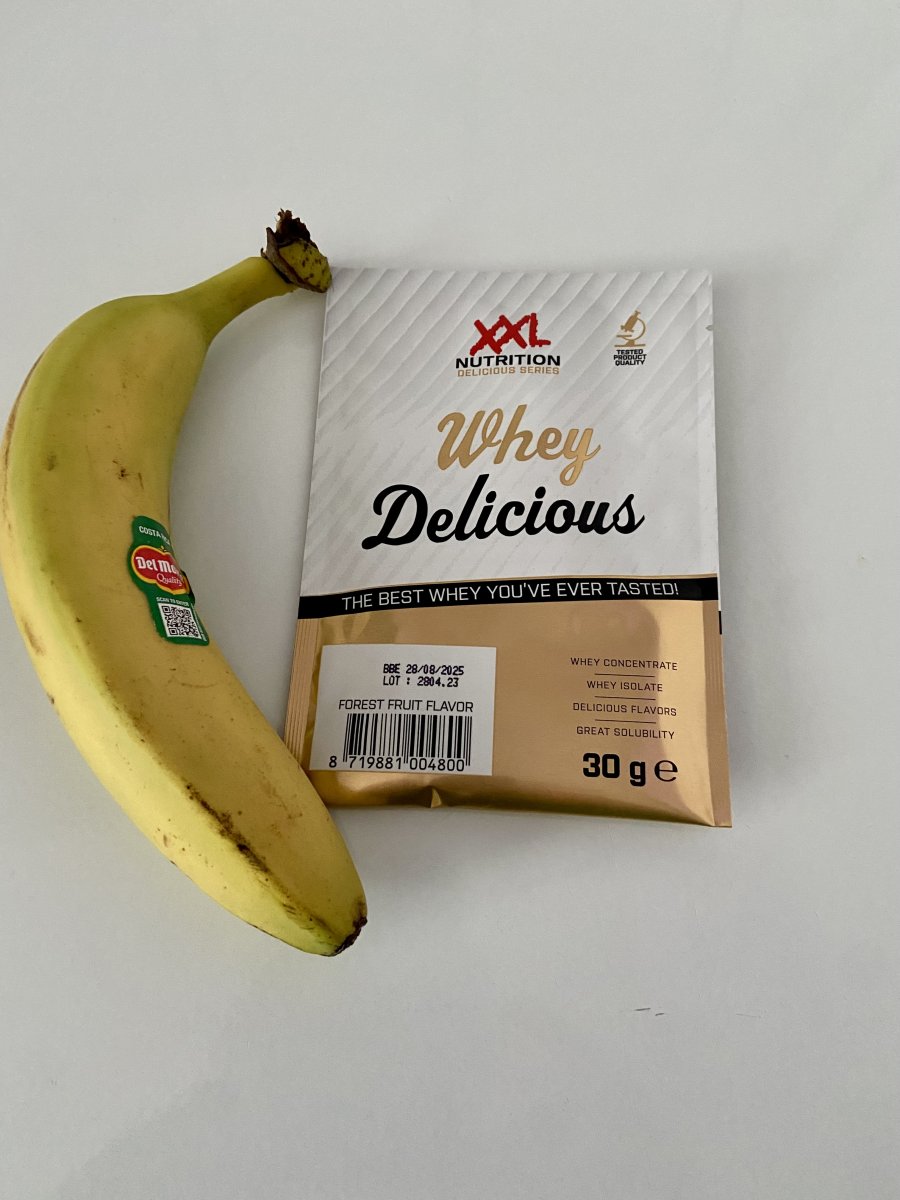 XXL
NUTRITION
DELICIOUS SERIES
TESTED
PRODUCT
QUALITY
Whey
Delicious
THE BEST WHEY YOU'VE EVER TASTED!
BBE 28/08/2025
LOT : 2804.23
FOREST FRUIT FLAVOR
8 719881 004800
WHEY CONCENTRATE
WHEY ISOLATE
DELICIOUS FLAVORS
GREAT SOLUBILITY
30 g e
COSTA
Del
Quality